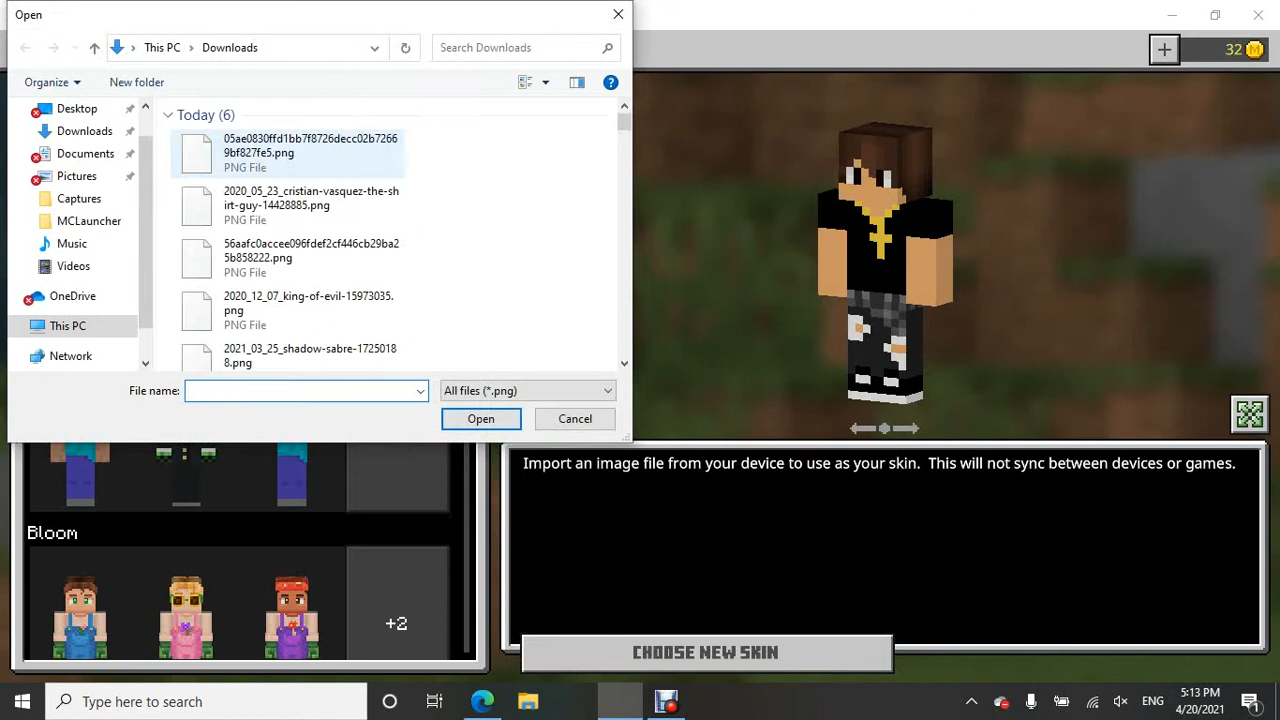 Open
This PC
Downloads
Search Downloads
Organize
New folder
32
Desktop
Downloads
Documents
Pictures
Captures
MCLauncher
Music
Videos
OneDrive
This PC
Network
Today (6)
05ae0830ffd1bb7f8726decc02b7266
9bf827fe5.png
PNG File
2020_05_23_cristian-vasquez-the-sh
irt-guy-14428885.png
PNG File
56aafc0accee096fdef2cf446cb29ba2
5b858222.png
PNG File
2020_12_07_king-of-evil-15973035.
png
PNG File
2021_03_25_shadow-sabre-1725018
8.png
File name:
All files (*.png)
Open
Cancel
Import an image file from your device to use as your skin. This will not sync between devices or games.
Bloom
+2
CHOOSE NEW SKIN
Type here to search
ENG
5:13 PM
4/20/2021
1